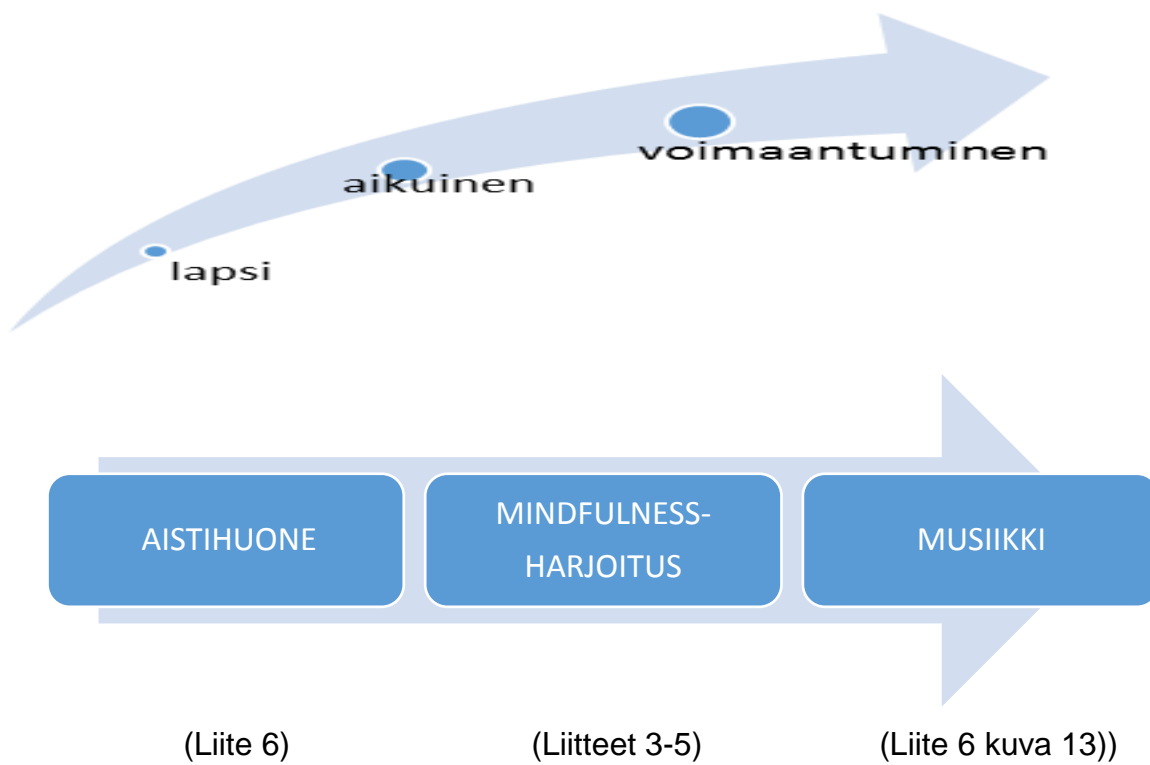 voimaantuminen
aikuinen
lapsi
AISTIHUONE
MINDFULNESS-
HARJOITUS
MUSIIKKI
(Liite 6)
(Liitteet 3-5)
(Liite 6 kuva 13))